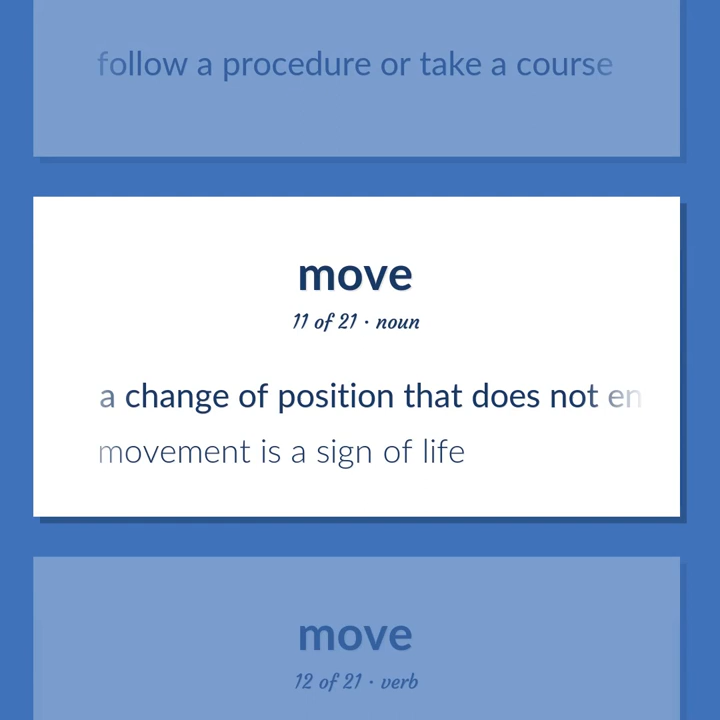 follow a procedure or take a course
move
11 of 21 · noun
a change of position that does not en
movement is a sign of life
move
12 of 21 · verb